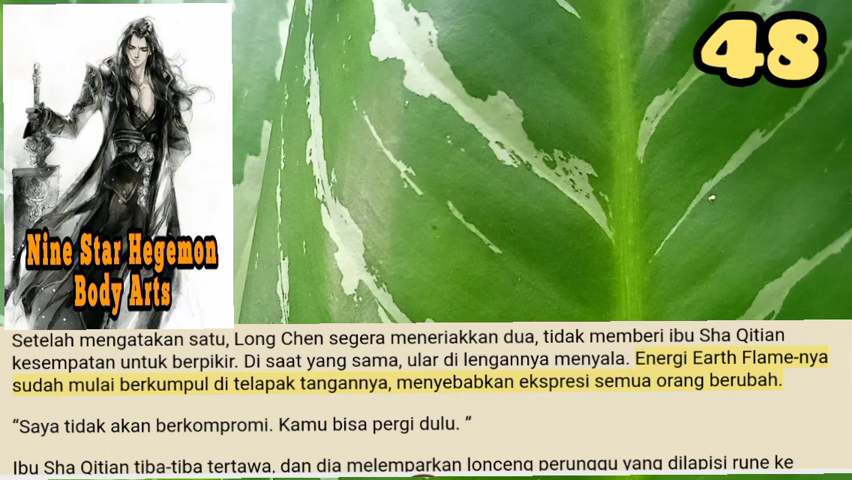 48
Nine Star Hegemon
Body Arts
Setelah mengatakan satu, Long Chen segera meneriakkan dua, tidak memberi ibu Sha Qitian
kesempatan untuk berpikir. Di saat yang sama, ular di lengannya menyala. Energi Earth Flame-nya
sudah mulai berkumpul di telapak tangannya, menyebabkan ekspresi semua orang berubah.
“Saya tidak akan berkompromi. Kamu bisa pergi dulu. ”
Ibu Sha Qitian tiba-tiba tertawa, dan dia melemparkan lonceng perunggu yang dilapisi rune ke